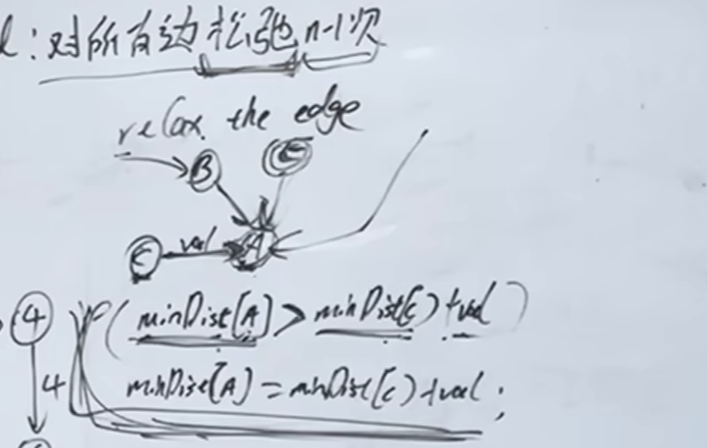 对所有边松弛n-1次
relax the edge
B E
C val A
4 if (minDist[A] > minDist[C] + val)
4 minDist[A] = minDist[C] + val;